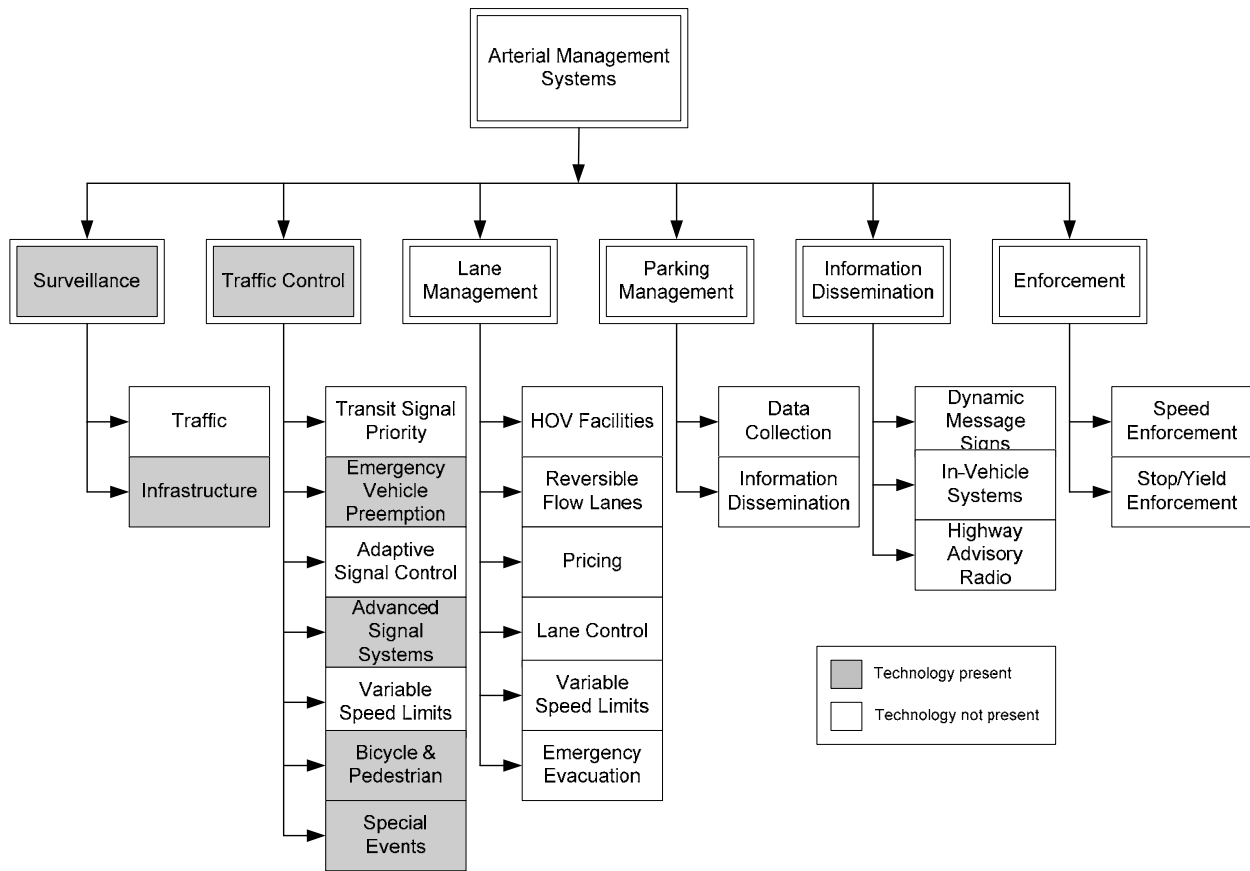 Arterial Management
Systems
Surveillance
Traffic Control
Lane
Management
Parking
Management
Information
Dissemination
Enforcement
Traffic
Infrastructure
Transit Signal
Priority
Emergency
Vehicle
Preemption
Adaptive
Signal Control
Advanced
Signal
Systems
Variable
Speed Limits
Bicycle &
Pedestrian
Special
Events
HOV Facilities
Reversible
Flow Lanes
Pricing
Lane Control
Variable
Speed Limits
Emergency
Evacuation
Data
Collection
Information
Dissemination
Dynamic
Message
Signs
In-Vehicle
Systems
Highway
Advisory
Radio
Speed
Enforcement
Stop/Yield
Enforcement
Technology present
Technology not present